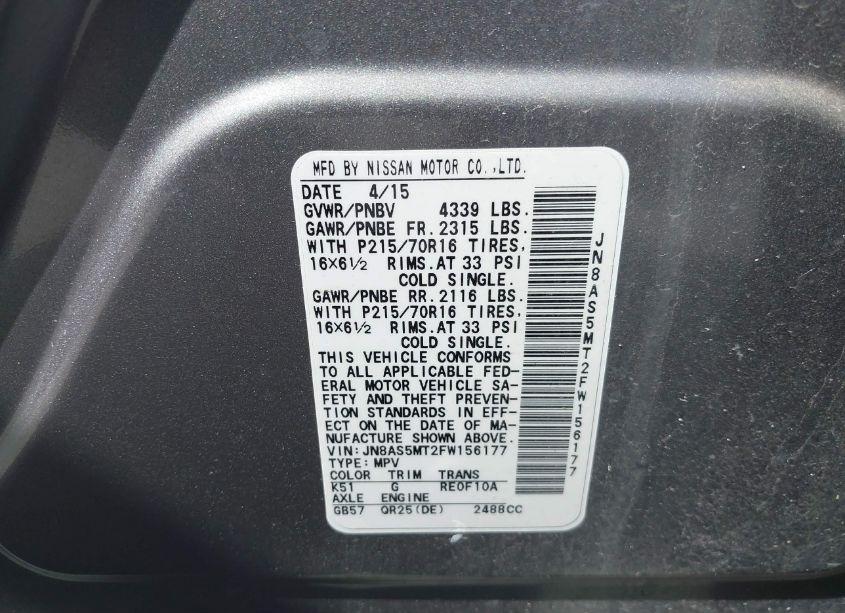 MFD BY NISSAN MOTOR CO.,LTD.
DATE 4/15
GVWR/PNBV 4339 LBS.
GAWR/PNBE FR. 2315 LBS.
WITH P215/70R16 TIRES,
16×6½ RIMS.AT 33 PSI
COLD SINGLE.
GAWR/PNBE RR. 2116 LBS.
WITH P215/70R16 TIRES,
16×6½ RIMS.AT 33 PSI
COLD SINGLE.
THIS VEHICLE CONFORMS
TO ALL APPLICABLE FED-
ERAL MOTOR VEHICLE SA-
FETY AND THEFT PREVEN-
TION STANDARDS IN EFF-
ECT ON THE DATE OF MA-
NUFACTURE SHOWN ABOVE.
VIN:JN8AS5MT2FW156177
TYPE:MPV
COLOR TRIM TRANS
K51 G RE0F10A
AXLE ENGINE
GB57 QR25(DE) 2488CC
JN8AS5MT2FW156177